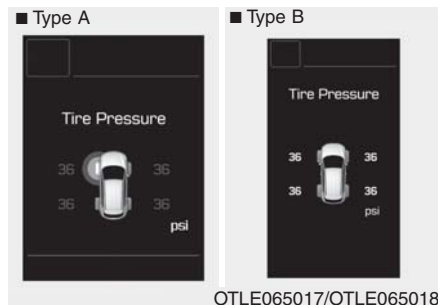 ■ Type A
■ Type B
Tire Pressure
36 36
36 36
psi
Tire Pressure
36 36
36 36
psi
OTLE065017/OTLE065018